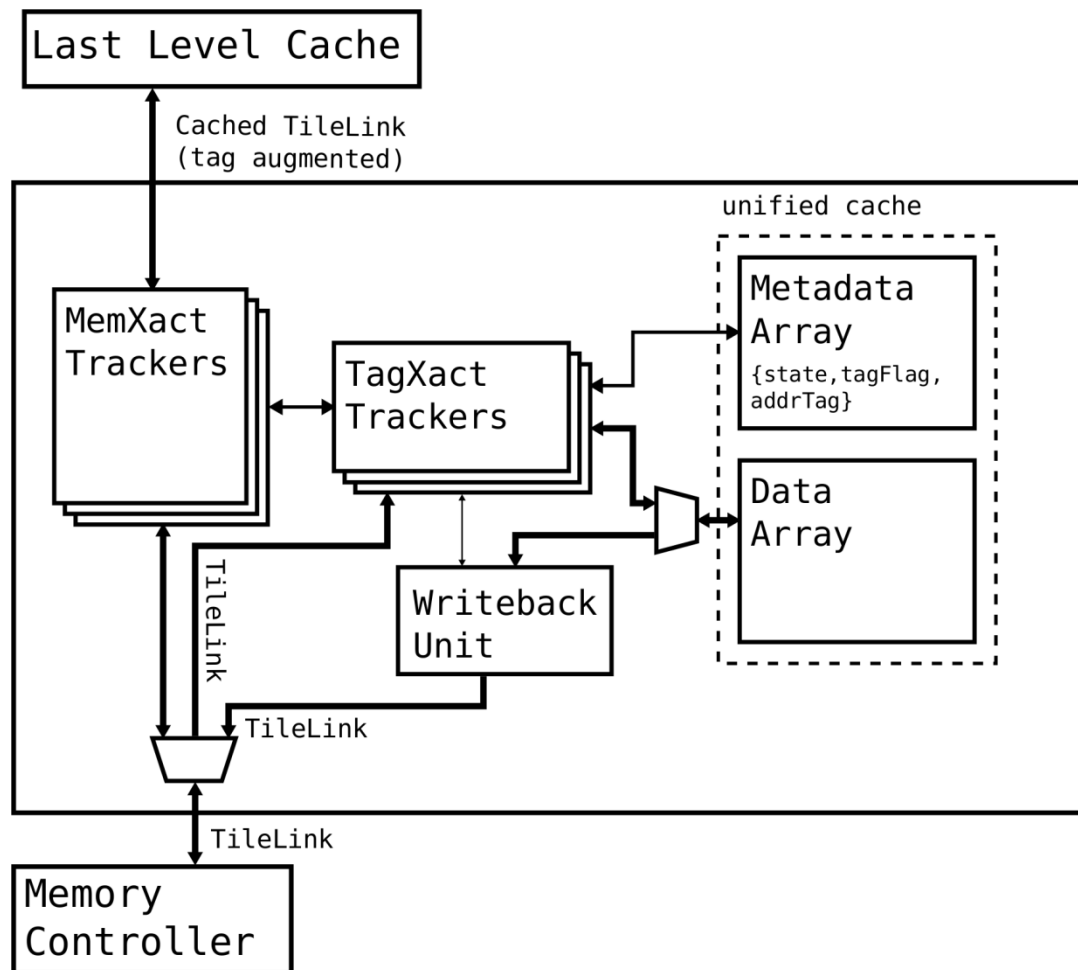 Last Level Cache
Cached TileLink
(tag augmented)
unified cache
MemXact
Trackers
TagXact
Trackers
Metadata
Array
{state,tagFlag,
addrTag}
Data
Array
TileLink
Writeback
Unit
TileLink
TileLink
Memory
Controller